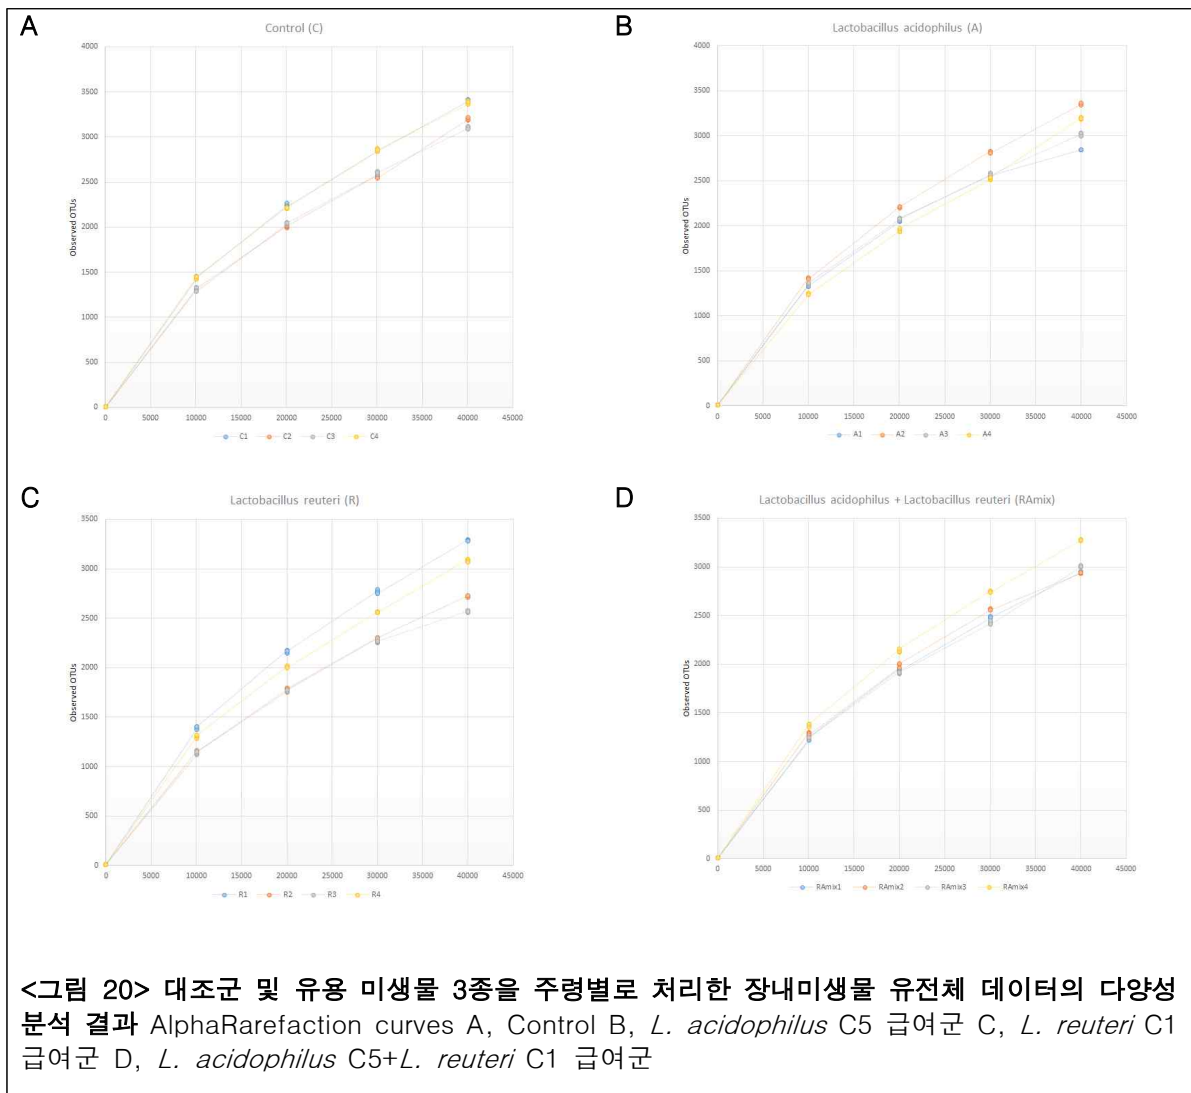 A
Control (C)
4000
3500
3000
2500
2000
1500
1000
500
0
Observed OTUs
0 5000 10000 15000 20000 25000 30000 35000 40000 45000
C1 C2 C3 C4
B
Lactobacillus acidophilus (A)
4000
3500
3000
2500
2000
1500
1000
500
0
Observed OTUs
0 5000 10000 15000 20000 25000 30000 35000 40000 45000
A1 A2 A3 A4
C
Lactobacillus reuteri (R)
3500
3000
2500
2000
1500
1000
500
0
Observed OTUs
0 5000 10000 15000 20000 25000 30000 35000 40000 45000
R1 R2 R3 R4
D
Lactobacillus acidophilus + Lactobacillus reuteri (RAmix)
3500
3000
2500
2000
1500
1000
500
0
Observed OTUs
0 5000 10000 15000 20000 25000 30000 35000 40000 45000
RAmix1 RAmix2 RAmix3 RAmix4
<그림 20> 대조군 및 유용 미생물 3종을 주령별로 처리한 장내미생물 유전체 데이터의 다양성
분석 결과 AlphaRarefaction curves A, Control B, L. acidophilus C5 급여군 C, L. reuteri C1
급여군 D, L. acidophilus C5+L. reuteri C1 급여군